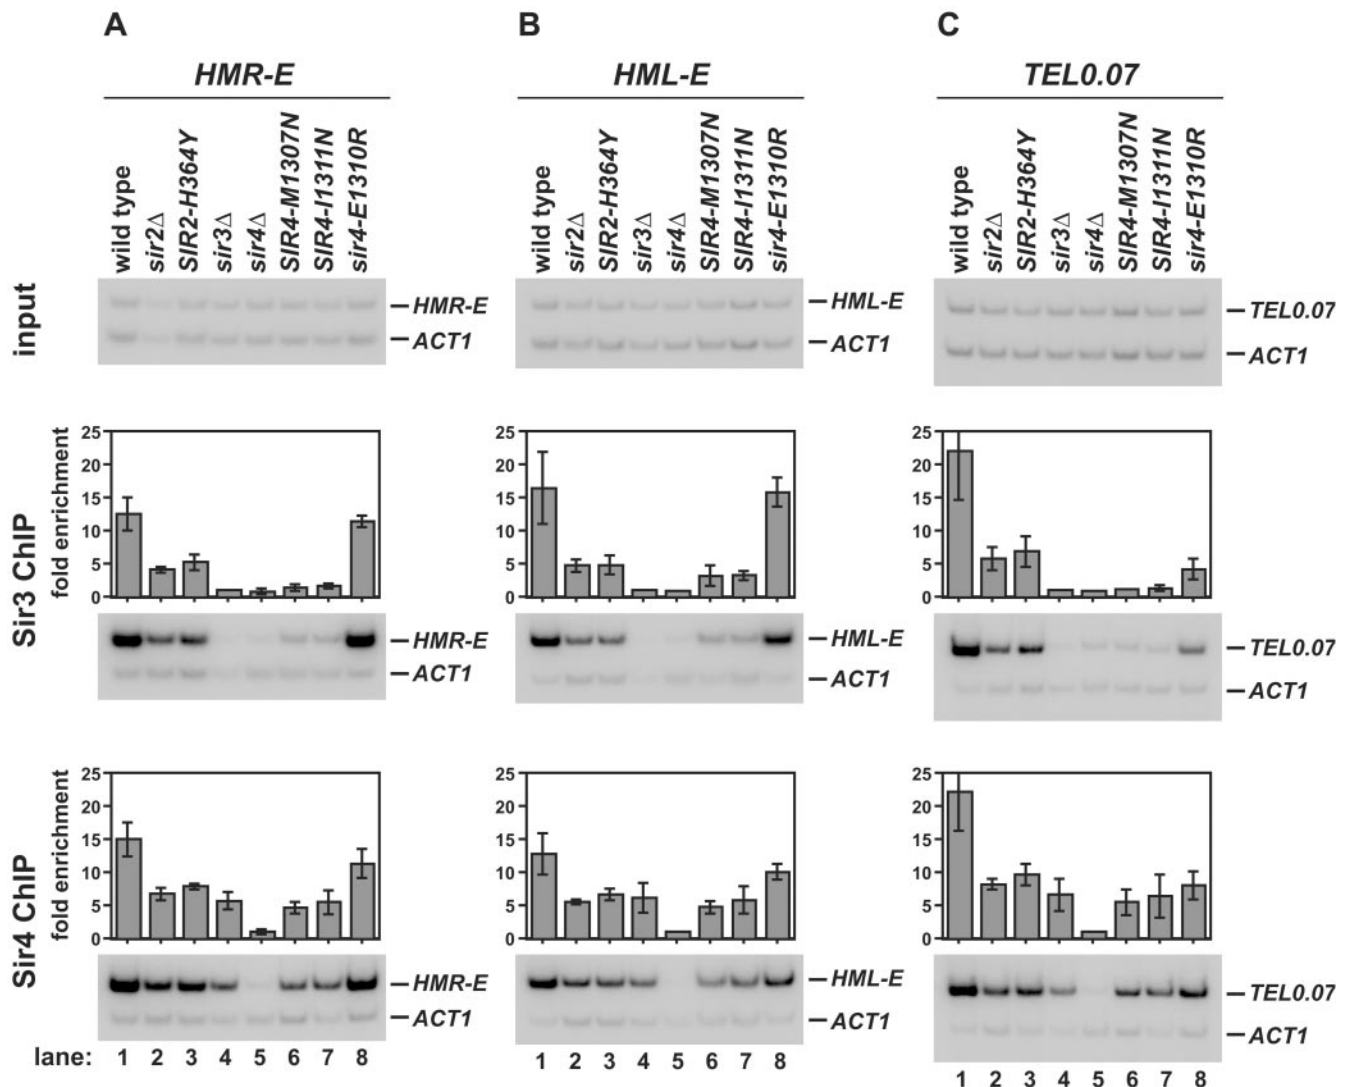 A
B
C
HMR-E
HML-E
TEL0.07
wild type
sir2Δ
SIR2-H364Y
sir3Δ
sir4Δ
SIR4-M1307N
SIR4-I1311N
sir4-E1310R
wild type
sir2Δ
SIR2-H364Y
sir3Δ
sir4Δ
SIR4-M1307N
SIR4-I1311N
sir4-E1310R
wild type
sir2Δ
SIR2-H364Y
sir3Δ
sir4Δ
SIR4-M1307N
SIR4-I1311N
sir4-E1310R
input
HMR-E
ACT1
HML-E
ACT1
TEL0.07
ACT1
Sir3 ChIP
fold enrichment
25
20
15
10
5
0
25
20
15
10
5
0
25
20
15
10
5
0
HMR-E
ACT1
HML-E
ACT1
TEL0.07
ACT1
Sir4 ChIP
fold enrichment
25
20
15
10
5
0
25
20
15
10
5
0
25
20
15
10
5
0
HMR-E
ACT1
HML-E
ACT1
TEL0.07
ACT1
lane: 1 2 3 4 5 6 7 8
1 2 3 4 5 6 7 8
1 2 3 4 5 6 7 8